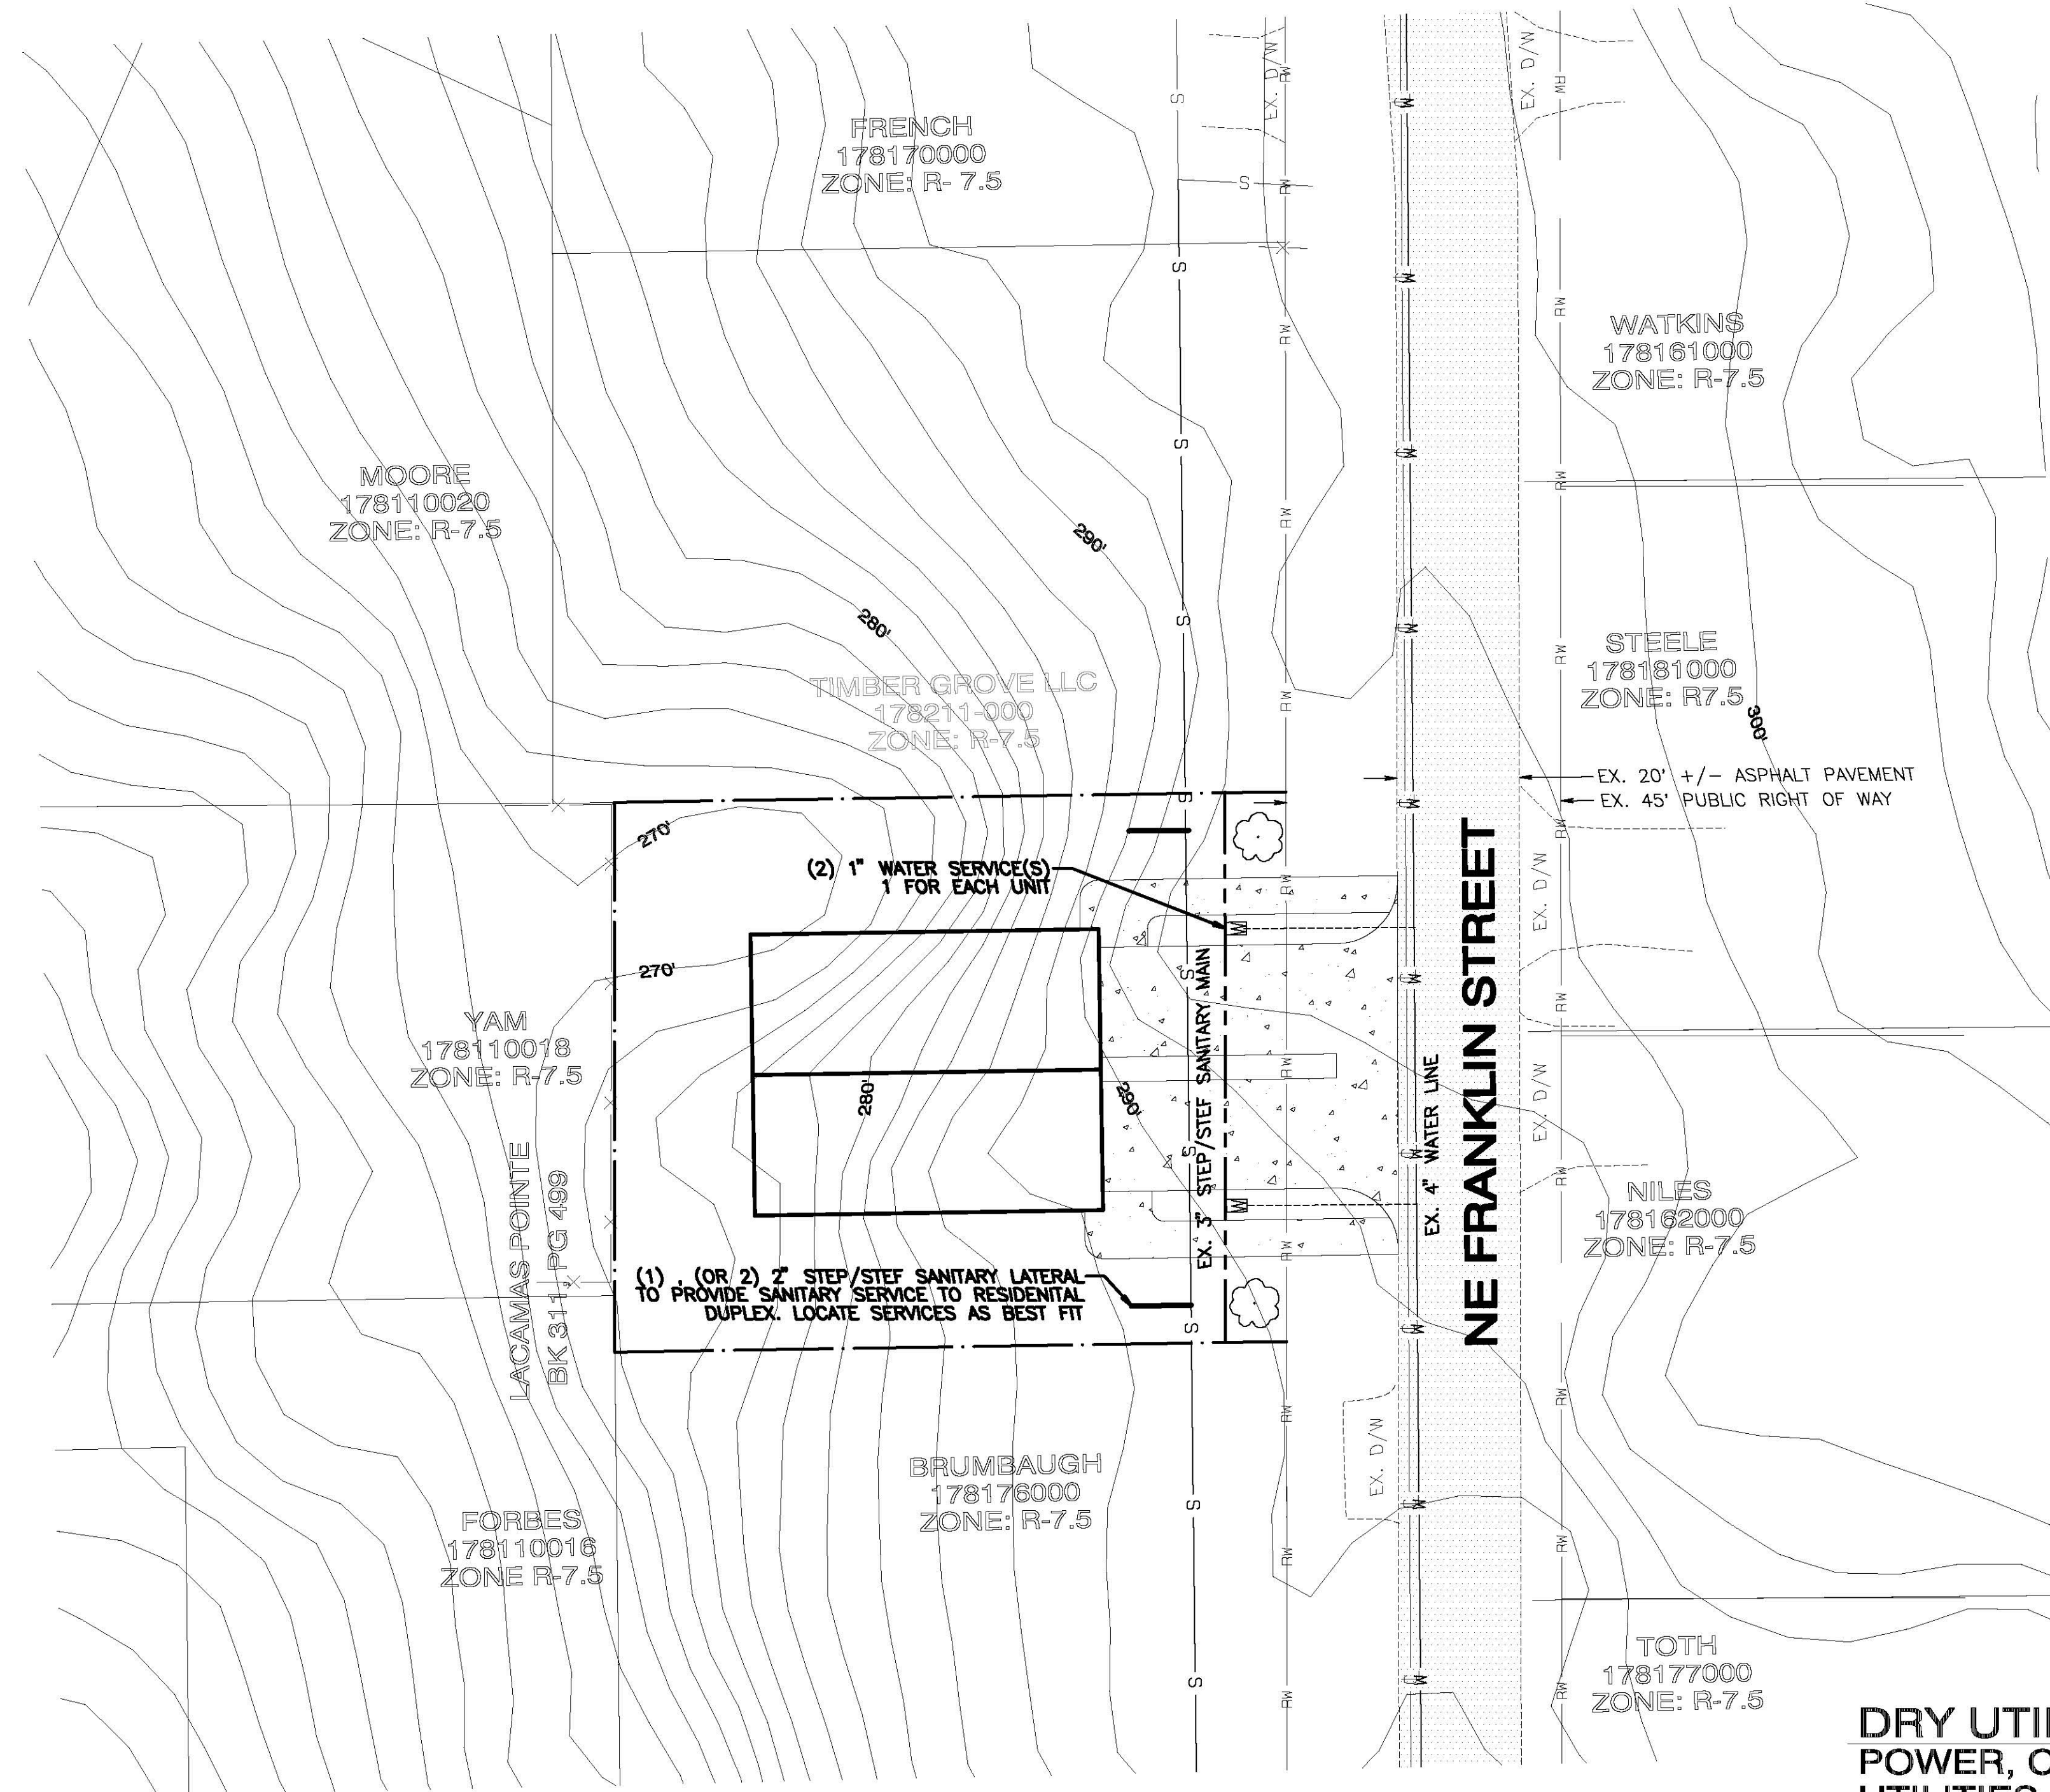 EX. D/W
EX. D/W
FRENCH
178170000
ZONE: R- 7.5
WATKINS
178161000
ZONE: R-7.5
MOORE
178110020
ZONE: R-7.5
290'
280'
STEELE
178181000
ZONE: R7.5
300'
TIMBER GROVE LLC
178211-000
ZONE: R-7.5
EX. 20' +/- ASPHALT PAVEMENT
EX. 45' PUBLIC RIGHT OF WAY
270'
(2) 1" WATER SERVICE(S)
1 FOR EACH UNIT
EX. D/W
270'
EX. 3" STEP/STEF SANITARY MAIN
NE FRANKLIN STREET
YAM
178110018
ZONE: R-7.5
280'
290'
EX. 4" WATER LINE
EX. D/W
LACAMAS POINTE
BK 311, PG 499
NILES
178162000
ZONE: R-7.5
(1) , (OR 2) 2" STEP/STEF SANITARY LATERAL
TO PROVIDE SANITARY SERVICE TO RESIDENITAL
DUPLEX. LOCATE SERVICES AS BEST FIT
EX. D/W
BRUMBAUGH
178176000
ZONE: R-7.5
FORBES
178110016
ZONE R-7.5
TOTH
178177000
ZONE: R-7.5
DRY
POWER,